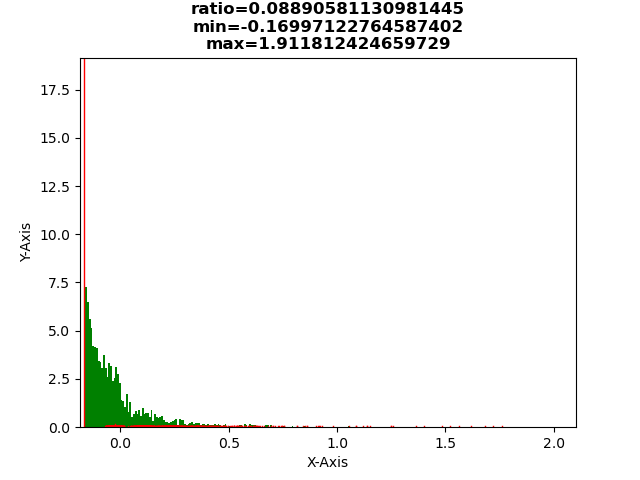 ratio=0.08890581130981445
min=-0.16997122764587402
max=1.911812424659729
17.5
15.0
12.5
10.0
7.5
5.0
2.5
0.0
Y-Axis
0.0 0.5 1.0 1.5 2.0
X-Axis